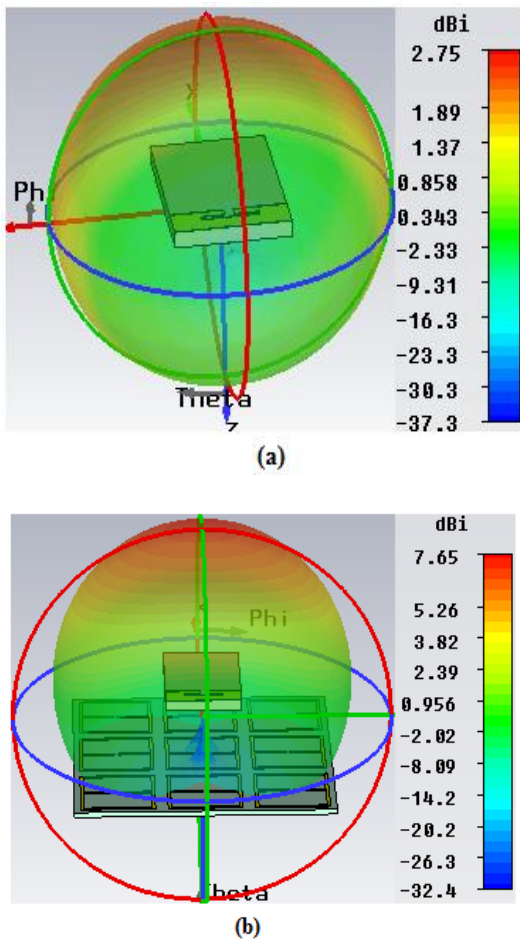 dBi
2.75
1.89
1.37
0.858
0.343
-2.33
-9.31
-16.3
-23.3
-30.3
-37.3
Ph
Theta
Z
(a)
dBi
7.65
5.26
3.82
2.39
0.956
-2.02
-8.09
-14.2
-20.2
-26.3
-32.4
Phi
heta
(b)